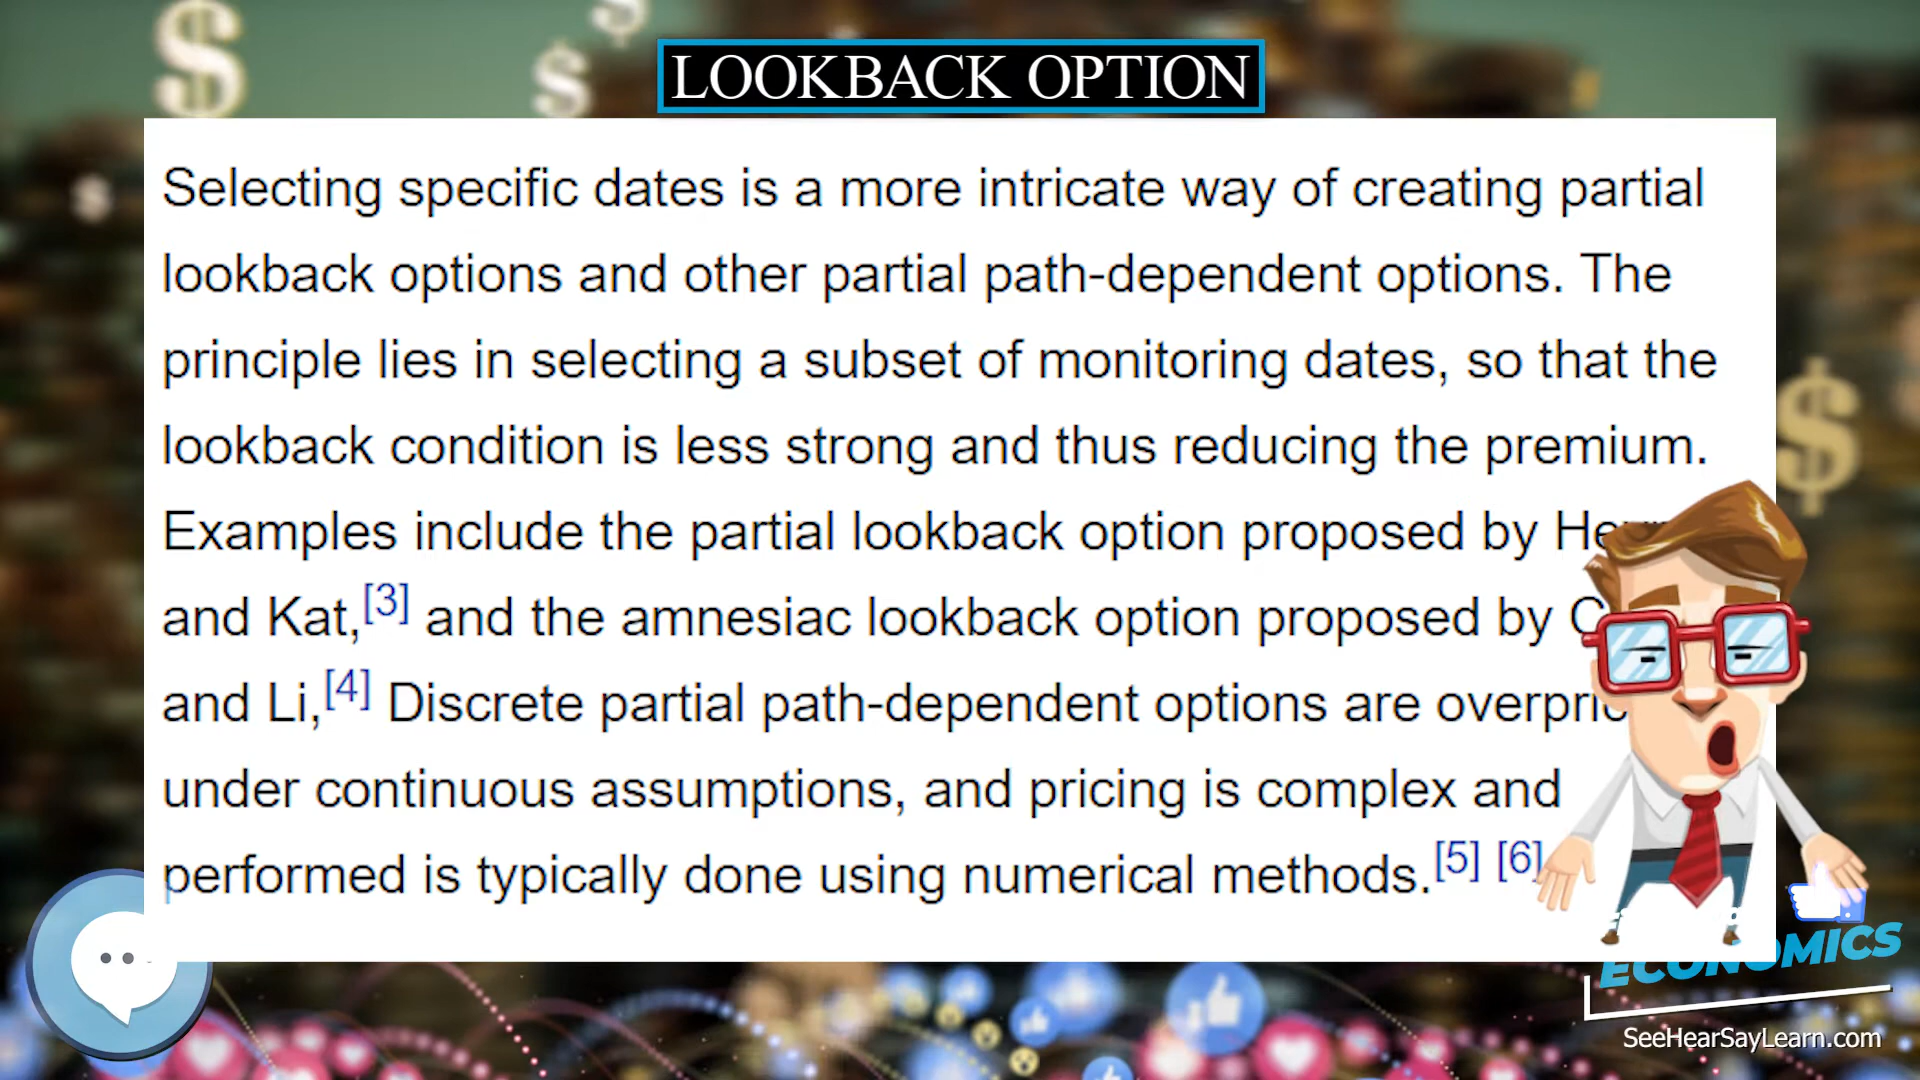 LOOKBACK OPTION
Selecting specific dates is a more intricate way of creating partial
lookback options and other partial path-dependent options. The
principle lies in selecting a subset of monitoring dates, so that the
lookback condition is less strong and thus reducing the premium.
Examples include the partial lookback option proposed by
and Kat,[3] and the amnesiac lookback option proposed by
and Li,[4] Discrete partial path-dependent options are
under continuous assumptions, and pricing is complex and
performed is typically done using numerical methods.[5] [6]
ECONOMICS
SeeHearSayLearn.com